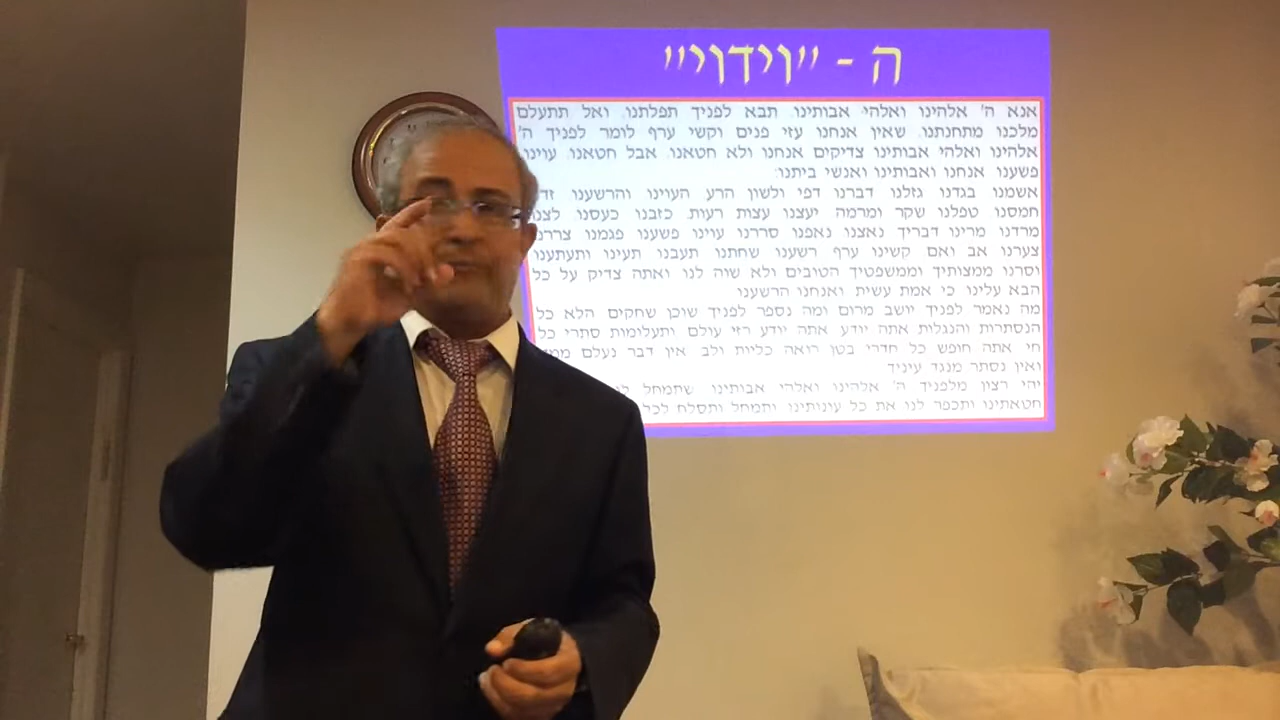 ה - "וידוי"
אנא ה' אלהינו ואלהי אבותינו, תבא לפניך תפלתנו, ואל תתעלם
מלכנו מתחנתנו, שאין אנחנו עזי פנים וקשי ערף לומר לפניך ה'
אלהינו ואלהי אבותינו צדיקים אנחנו ולא חטאנו, אבל חטאנו, עוינו,
פשענו אנחנו ואבותינו ואנשי ביתנו:
אשמנו בגדנו גזלנו דברנו דפי ולשון הרע העוינו והרשענו
חמסנו טפלנו שקר ומרמה יעצנו עצות רעות, כזבנו כעסנו
מרדנו מרינו דבריך נאצנו נאפנו סררנו עוינו פשענו פגמנו
צערנו אב ואם קשינו ערף רשענו שחתנו תעבנו תעינו ותעתענו
וסרנו ממצותיך וממשפטיך הטובים ולא שוה לנו ואתה צדיק על כל
הבא עלינו כי אמת עשית ואנחנו הרשענו
מה נאמר לפניך יושב מרום ומה נספר לפניך שוכן שחקים הלא כל
הנסתרות והנגלות אתה יודע אתה יודע רזי עולם ותעלומות סתרי כל
חי אתה חופש כל חדרי בטן רואה כליות ולב אין דבר נעלם
ואין נסתר מנגד עיניך
יהי רצון מלפניך ה' אלהינו ואלהי אבותינו שתמחל
חטאתינו ותכפר לנו את כל עונותינו ותמחל ותסלח לכל